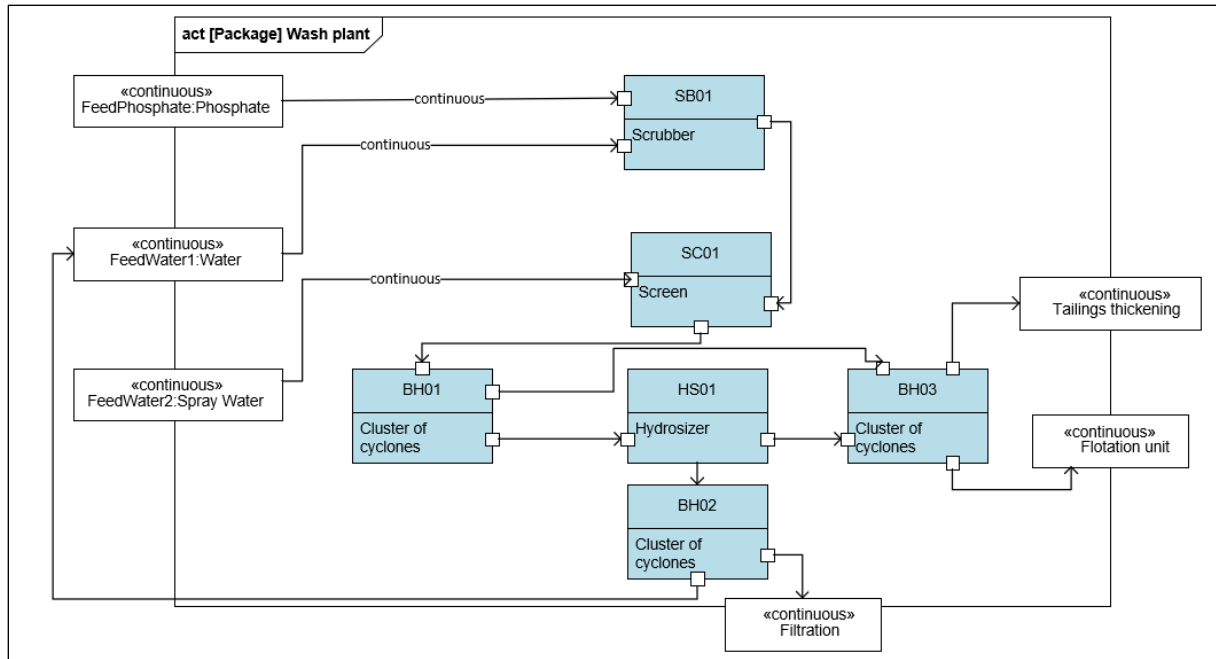 act [Package] Wash plant
«continuous»
FeedPhosphate:Phosphate
continuous
SB01
Scrubber
continuous
«continuous»
FeedWater1:Water
SC01
Screen
continuous
«continuous»
Tailings thickening
«continuous»
FeedWater2:Spray Water
BH01
Cluster of
cyclones
HS01
Hydrosizer
BH03
Cluster of
cyclones
«continuous»
Flotation unit
BH02
Cluster of
cyclones
«continuous»
Filtration